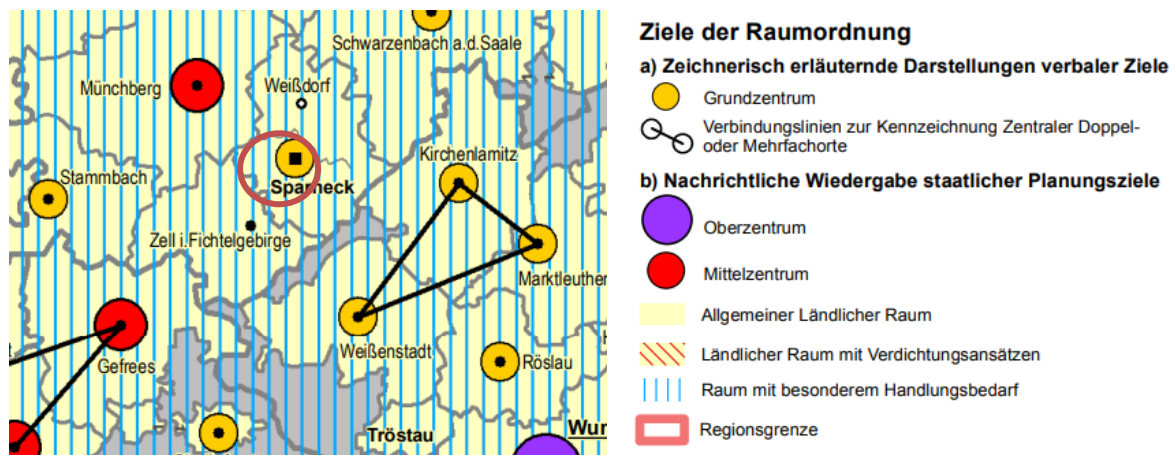 Schwarzenbach a.d.Saale
Münchberg
Weißdorf
Kirchenlamitz
Stammbach
Sparneck
Zell i.Fichtelgebirge
Marktleuther
Weißenstadt
Gefrees
Röslau
Tröstau
Wur
Ziele der Raumordnung
a) Zeichnerisch erläuternde Darstellungen verbaler Ziele
Grundzentrum
Verbindungslinien zur Kennzeichnung Zentraler Doppel-
oder Mehrfachorte
b) Nachrichtliche Wiedergabe staatlicher Planungsziele
Oberzentrum
Mittelzentrum
Allgemeiner Ländlicher Raum
Ländlicher Raum mit Verdichtungsansätzen
Raum mit besonderem Handlungsbedarf
Regionsgrenze